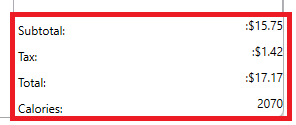 Subtotal: :$15.75
Tax: :$1.42
Total: :$17.17
Calories: 2070